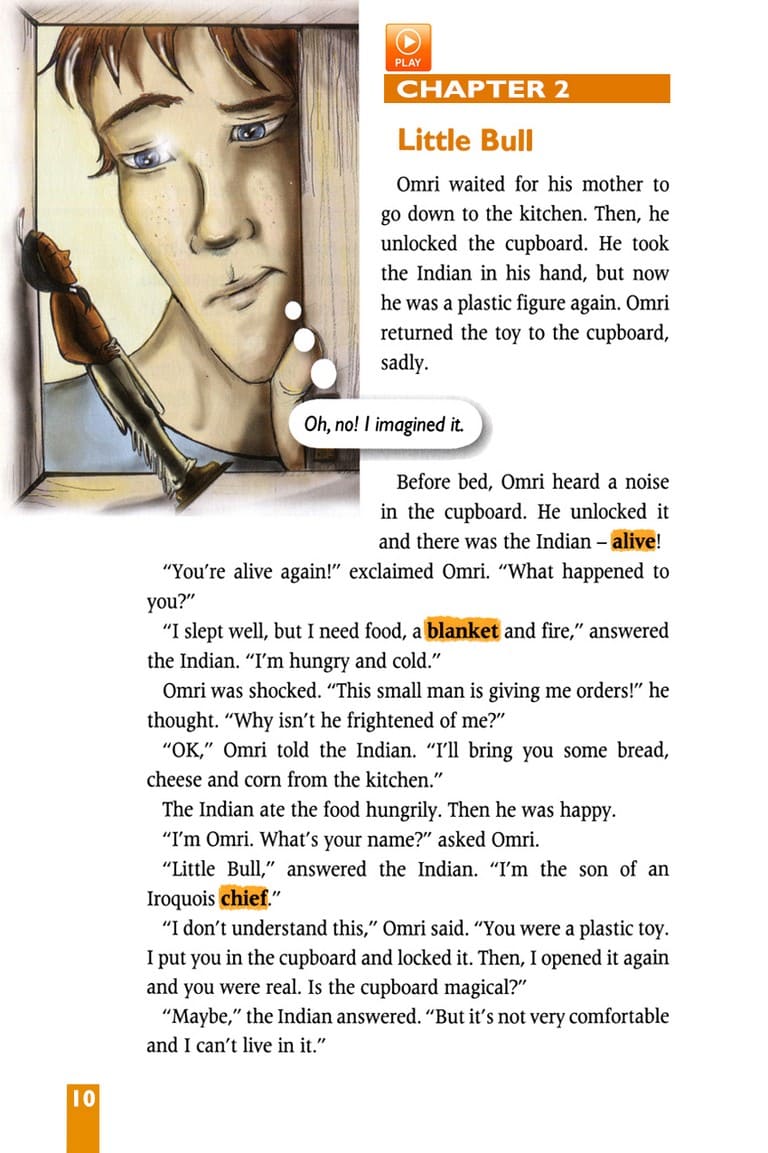 PLAY
CHAPTER 2
Little Bull
Omri waited for his mother to
go down to the kitchen. Then, he
unlocked the cupboard. He took
the Indian in his hand, but now
he was a plastic figure again. Omri
returned the toy to the cupboard,
sadly.
Oh, no! I imagined it.
Before bed, Omri heard a noise
in the cupboard. He unlocked it
and there was the Indian – alive!
“You’re alive again!” exclaimed Omri. “What happened to
you?”
“I slept well, but I need food, a blanket and fire,” answered
the Indian. “I’m hungry and cold.”
Omri was shocked. “This small man is giving me orders!” he
thought. “Why isn’t he frightened of me?”
“OK,” Omri told the Indian. “I’ll bring you some bread,
cheese and corn from the kitchen.”
The Indian ate the food hungrily. Then he was happy.
“I’m Omri. What’s your name?” asked Omri.
“Little Bull,” answered the Indian. “I’m the son of an
Iroquois chief.”
“I don’t understand this,” Omri said. “You were a plastic toy.
I put you in the cupboard and locked it. Then, I opened it again
and you were real. Is the cupboard magical?”
“Maybe,” the Indian answered. “But it’s not very comfortable
and I can’t live in it.”
10